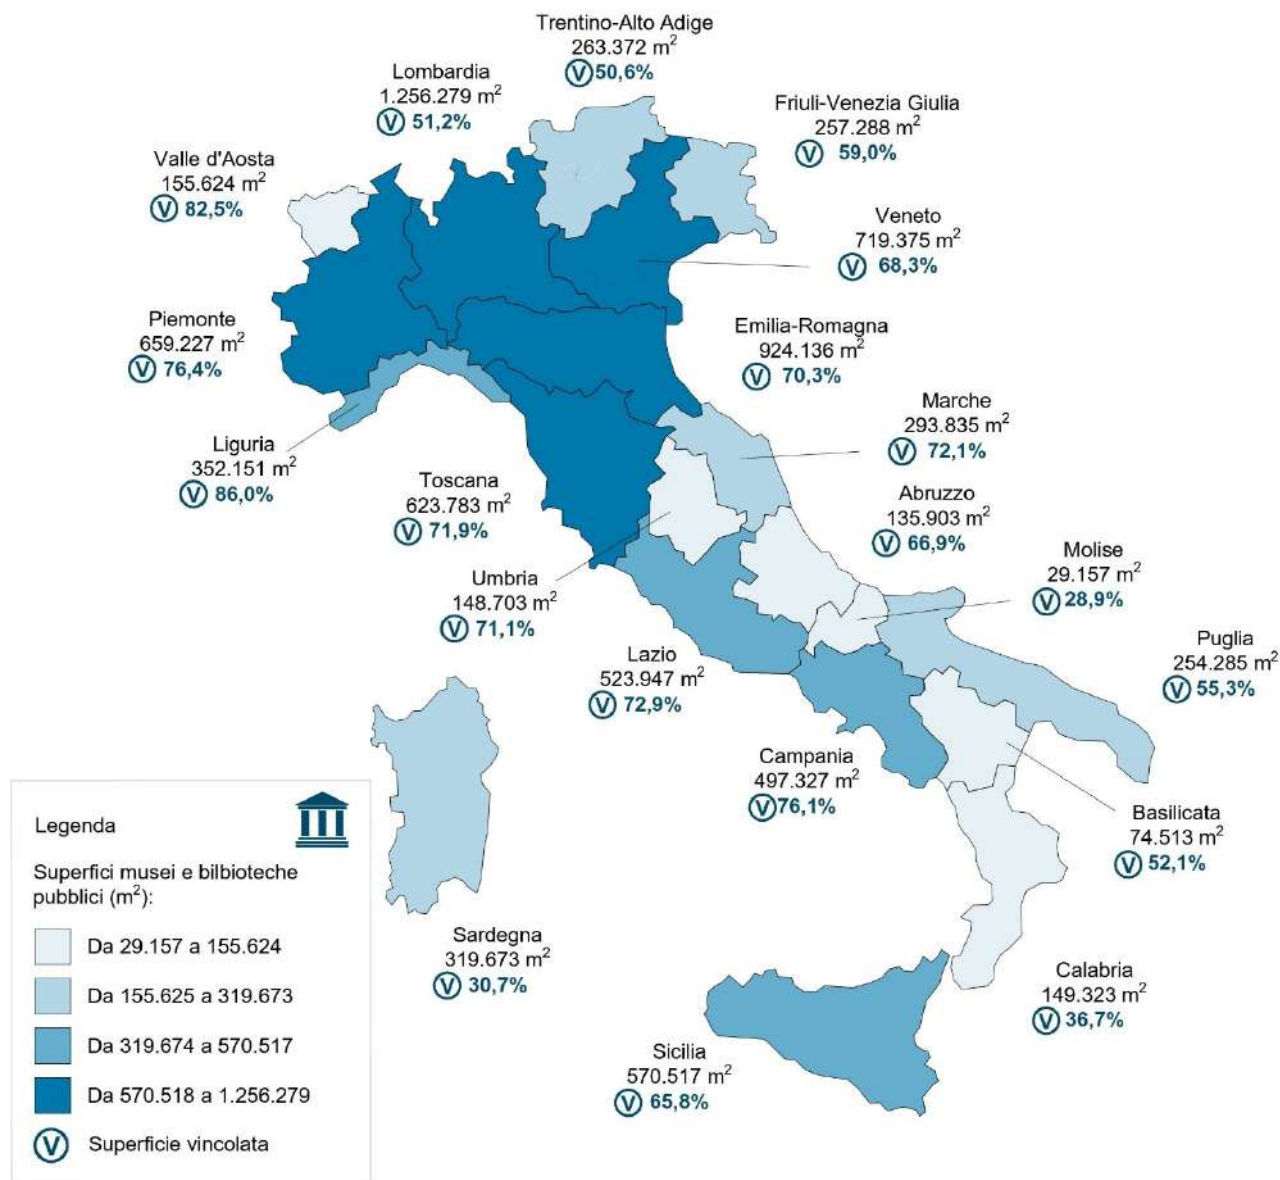 Trentino-Alto Adige
263.372 m²
V 50,6%
Lombardia
1.256.279 m²
V 51,2%
Friuli-Venezia Giulia
257.288 m²
V 59,0%
Valle d'Aosta
155.624 m²
V 82,5%
Veneto
719.375 m²
V 68,3%
Piemonte
659.227 m²
V 76,4%
Emilia-Romagna
924.136 m²
V 70,3%
Marche
293.835 m²
V 72,1%
Liguria
352.151 m²
V 86,0%
Toscana
623.783 m²
V 71,9%
Abruzzo
135.903 m²
V 66,9%
Molise
29.157 m²
V 28,9%
Umbria
148.703 m²
V 71,1%
Puglia
254.285 m²
V 55,3%
Lazio
523.947 m²
V 72,9%
Campania
497.327 m²
V 76,1%
Basilicata
74.513 m²
V 52,1%
Sardegna
319.673 m²
V 30,7%
Calabria
149.323 m²
V 36,7%
Sicilia
570.517 m²
V 65,8%
Legenda
Superfici musei e bilbioteche
pubblici (m²):
Da 29.157 a 155.624
Da 155.625 a 319.673
Da 319.674 a 570.517
Da 570.518 a 1.256.279
V Superficie vincolata